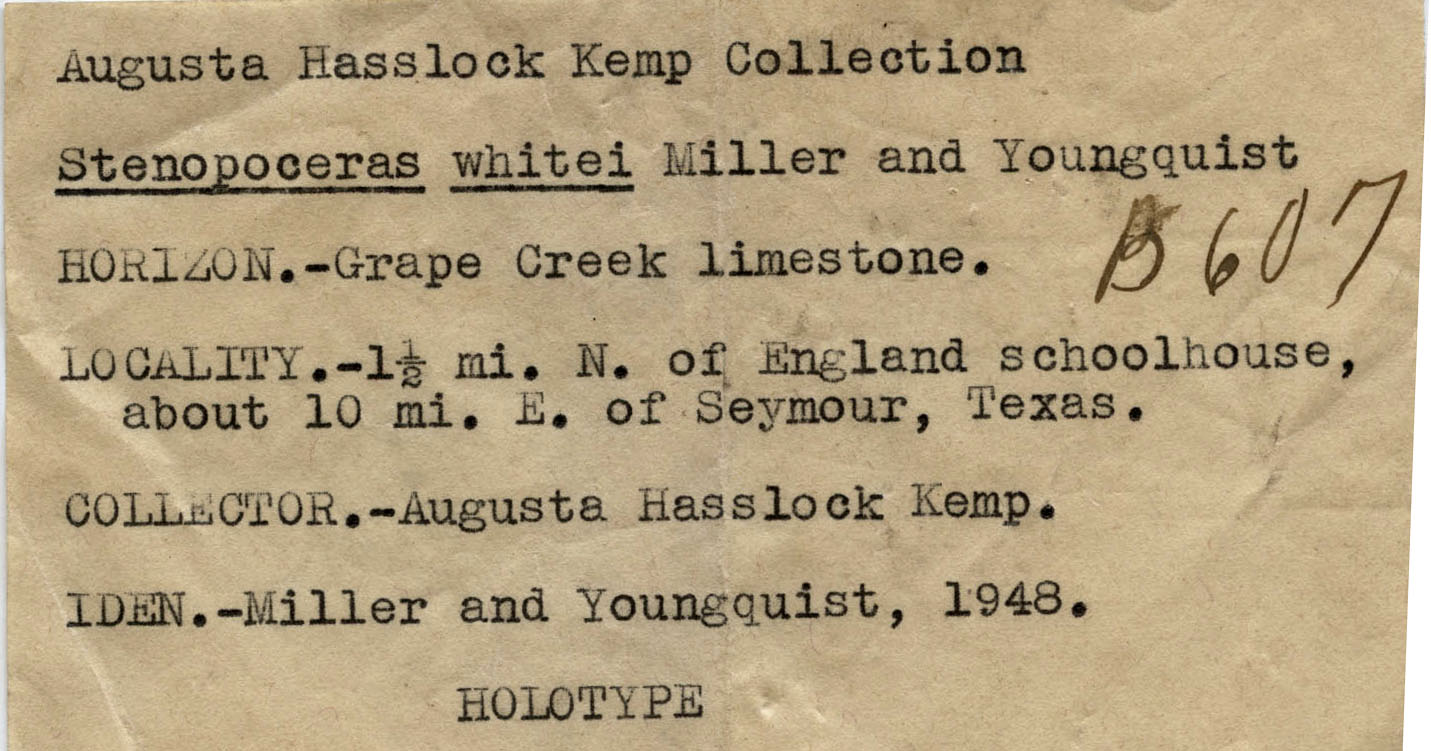 Augusta Hasslock Kemp Collection
Stenopoceras whitei Miller and Youngquist
B607
HORIZON.-Grape Creek limestone.
LOCALITY.-1½ mi. N. of England schoolhouse,
about 10 mi. E. of Seymour, Texas.
COLLECTOR.-Augusta Hasslock Kemp.
IDEN.-Miller and Youngquist, 1948.
HOLOTYPE